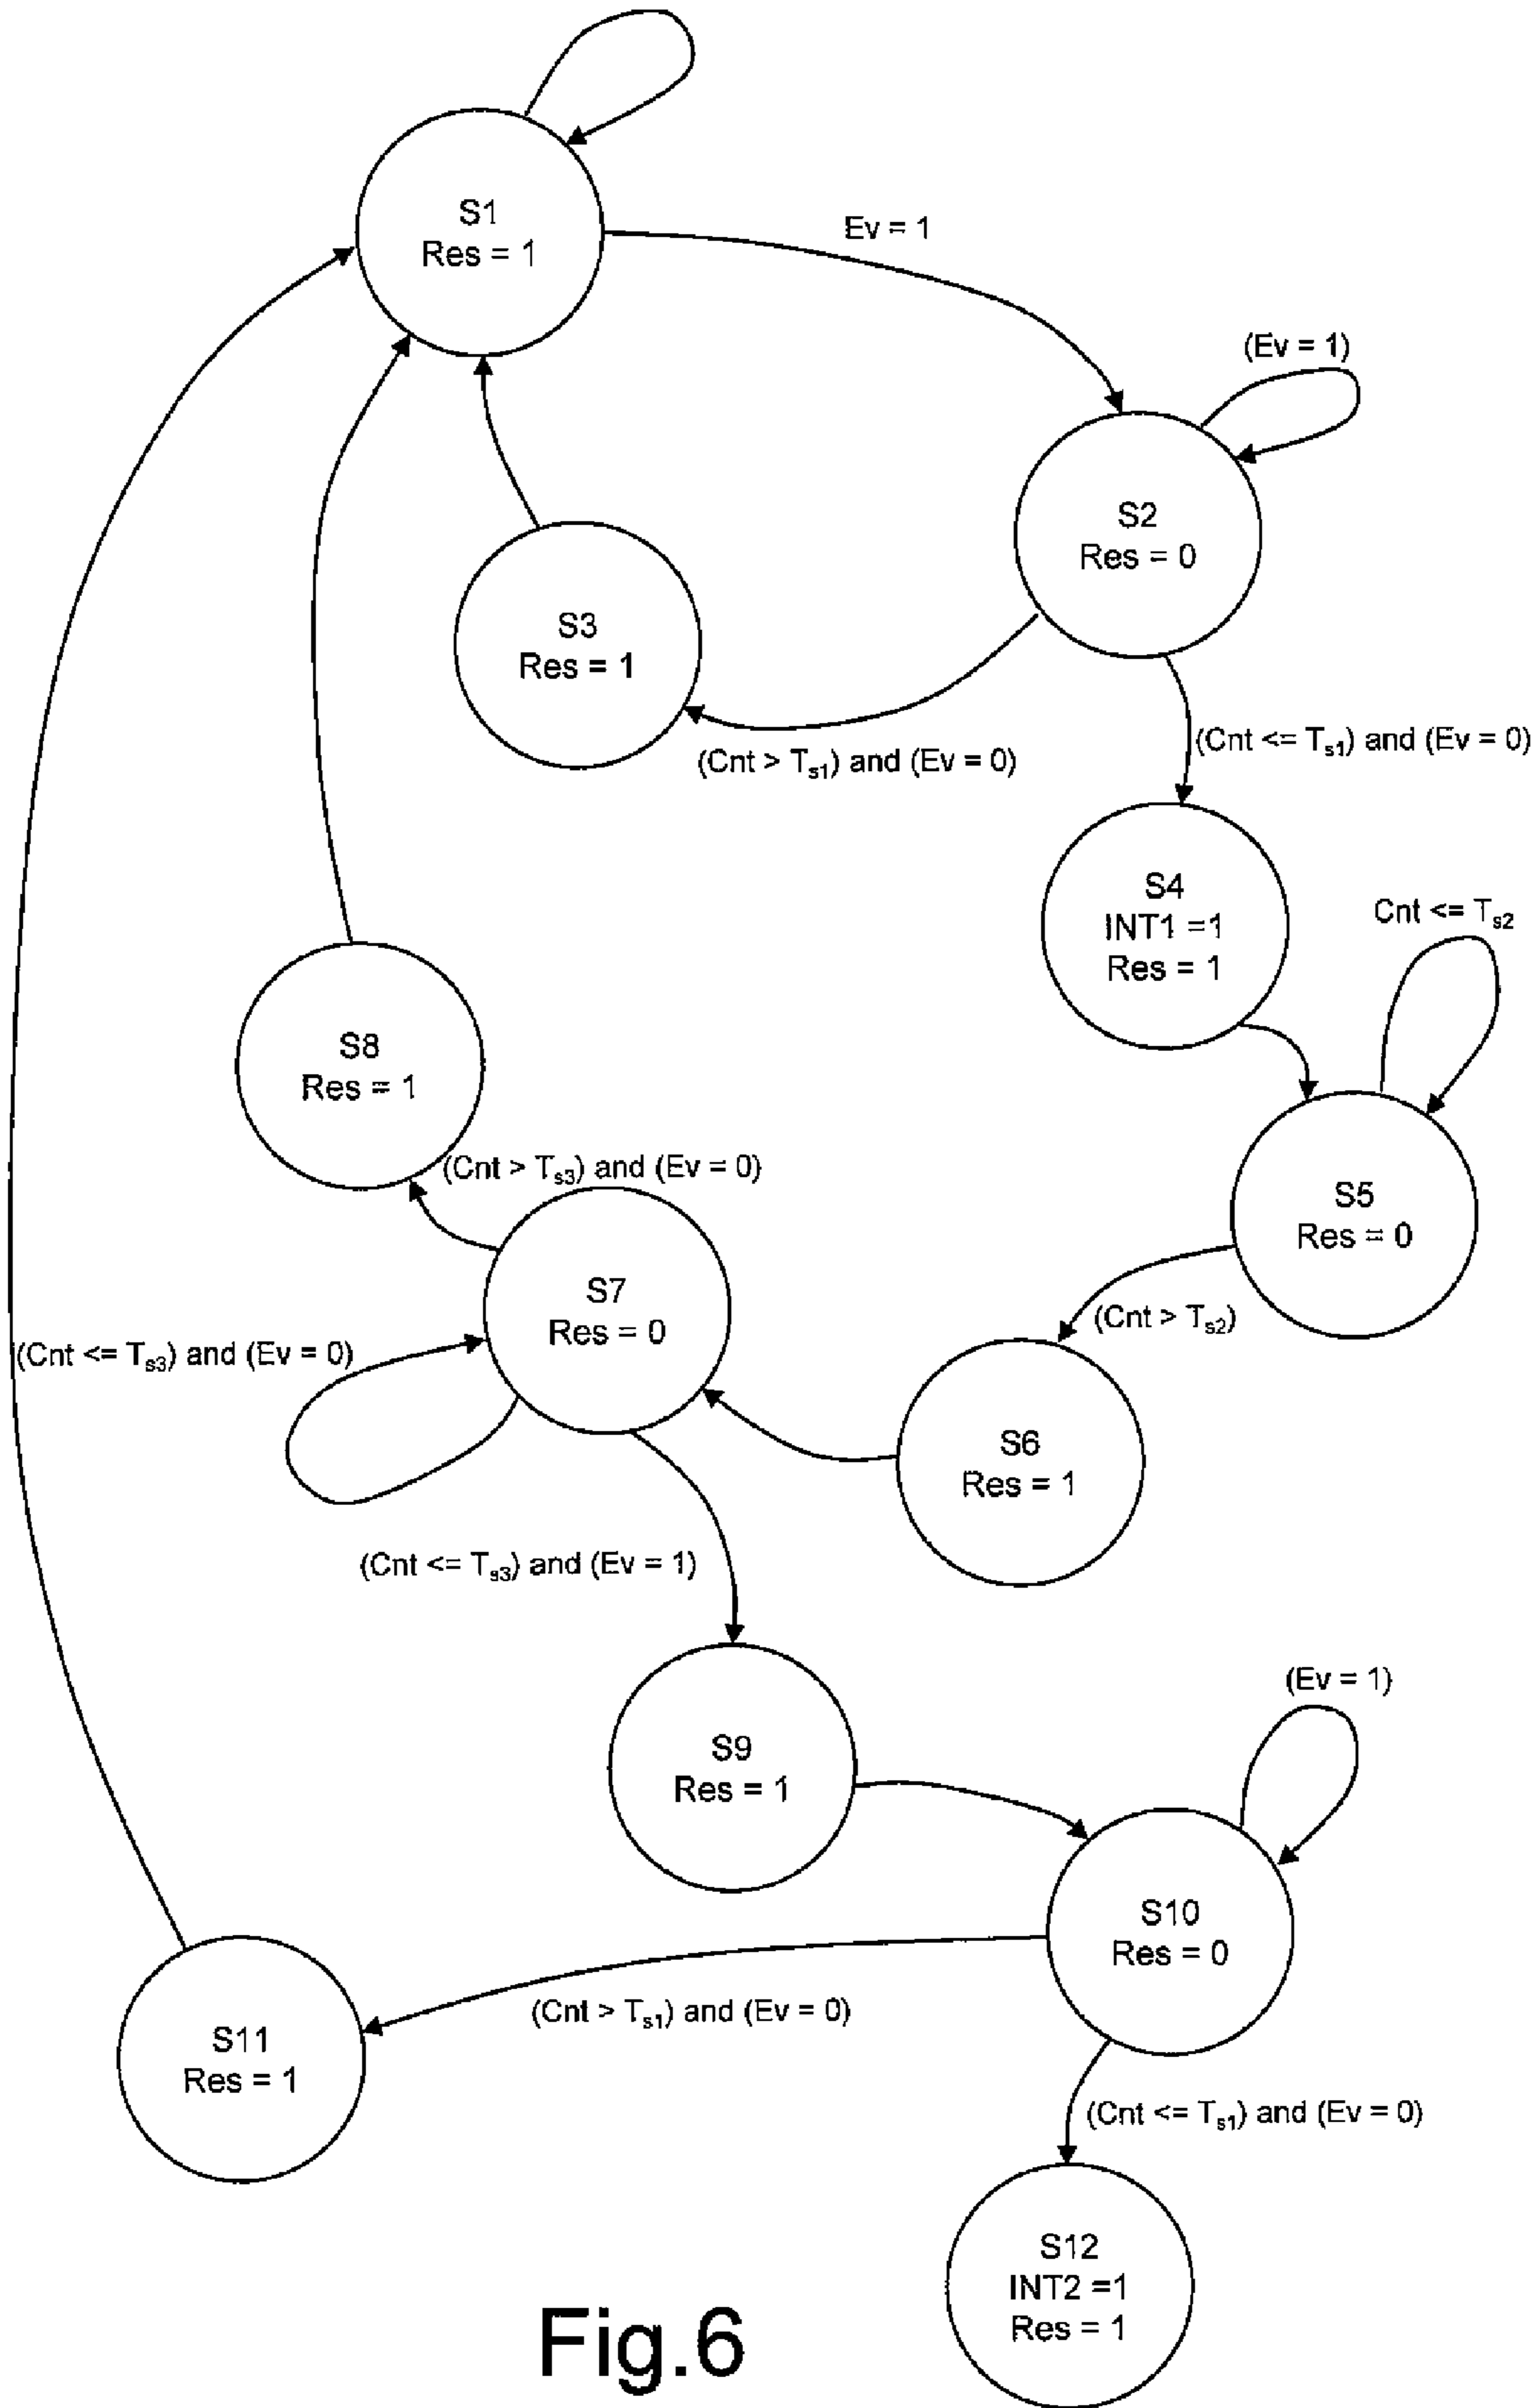 S1
Res = 1
Ev = 1
(Ev = 1)
S2
Res = 0
S3
Res = 1
(Cnt > Ts1) and (Ev = 0)
(Cnt <= Ts1) and (Ev = 0)
S4
INT1 =1
Res = 1
Cnt <= Ts2
S8
Res = 1
(Cnt > Ts3) and (Ev = 0)
S5
Res = 0
S7
Res = 0
(Cnt > Ts2)
(Cnt <= Ts3) and (Ev = 0)
S6
Res = 1
(Cnt <= Ts3) and (Ev = 1)
(Ev = 1)
S9
Res = 1
S10
Res = 0
(Cnt > Ts1) and (Ev = 0)
S11
Res = 1
(Cnt <= Ts1) and (Ev = 0)
S12
INT2 =1
Res = 1
Fig.6